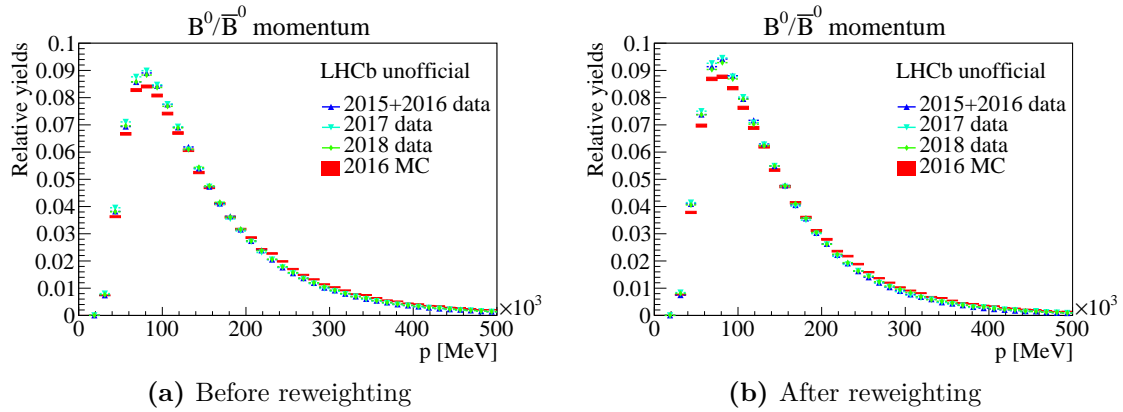 B⁰/B̅⁰ momentum
Relative yields
0.1
0.09
0.08
0.07
0.06
0.05
0.04
0.03
0.02
0.01
0
LHCb unofficial
2015+2016 data
2017 data
2018 data
2016 MC
0 100 200 300 400 500
×10³
p [MeV]
(a) Before reweighting
B⁰/B̅⁰ momentum
Relative yields
0.1
0.09
0.08
0.07
0.06
0.05
0.04
0.03
0.02
0.01
0
LHCb unofficial
2015+2016 data
2017 data
2018 data
2016 MC
0 100 200 300 400 500
×10³
p [MeV]
(b) After reweighting